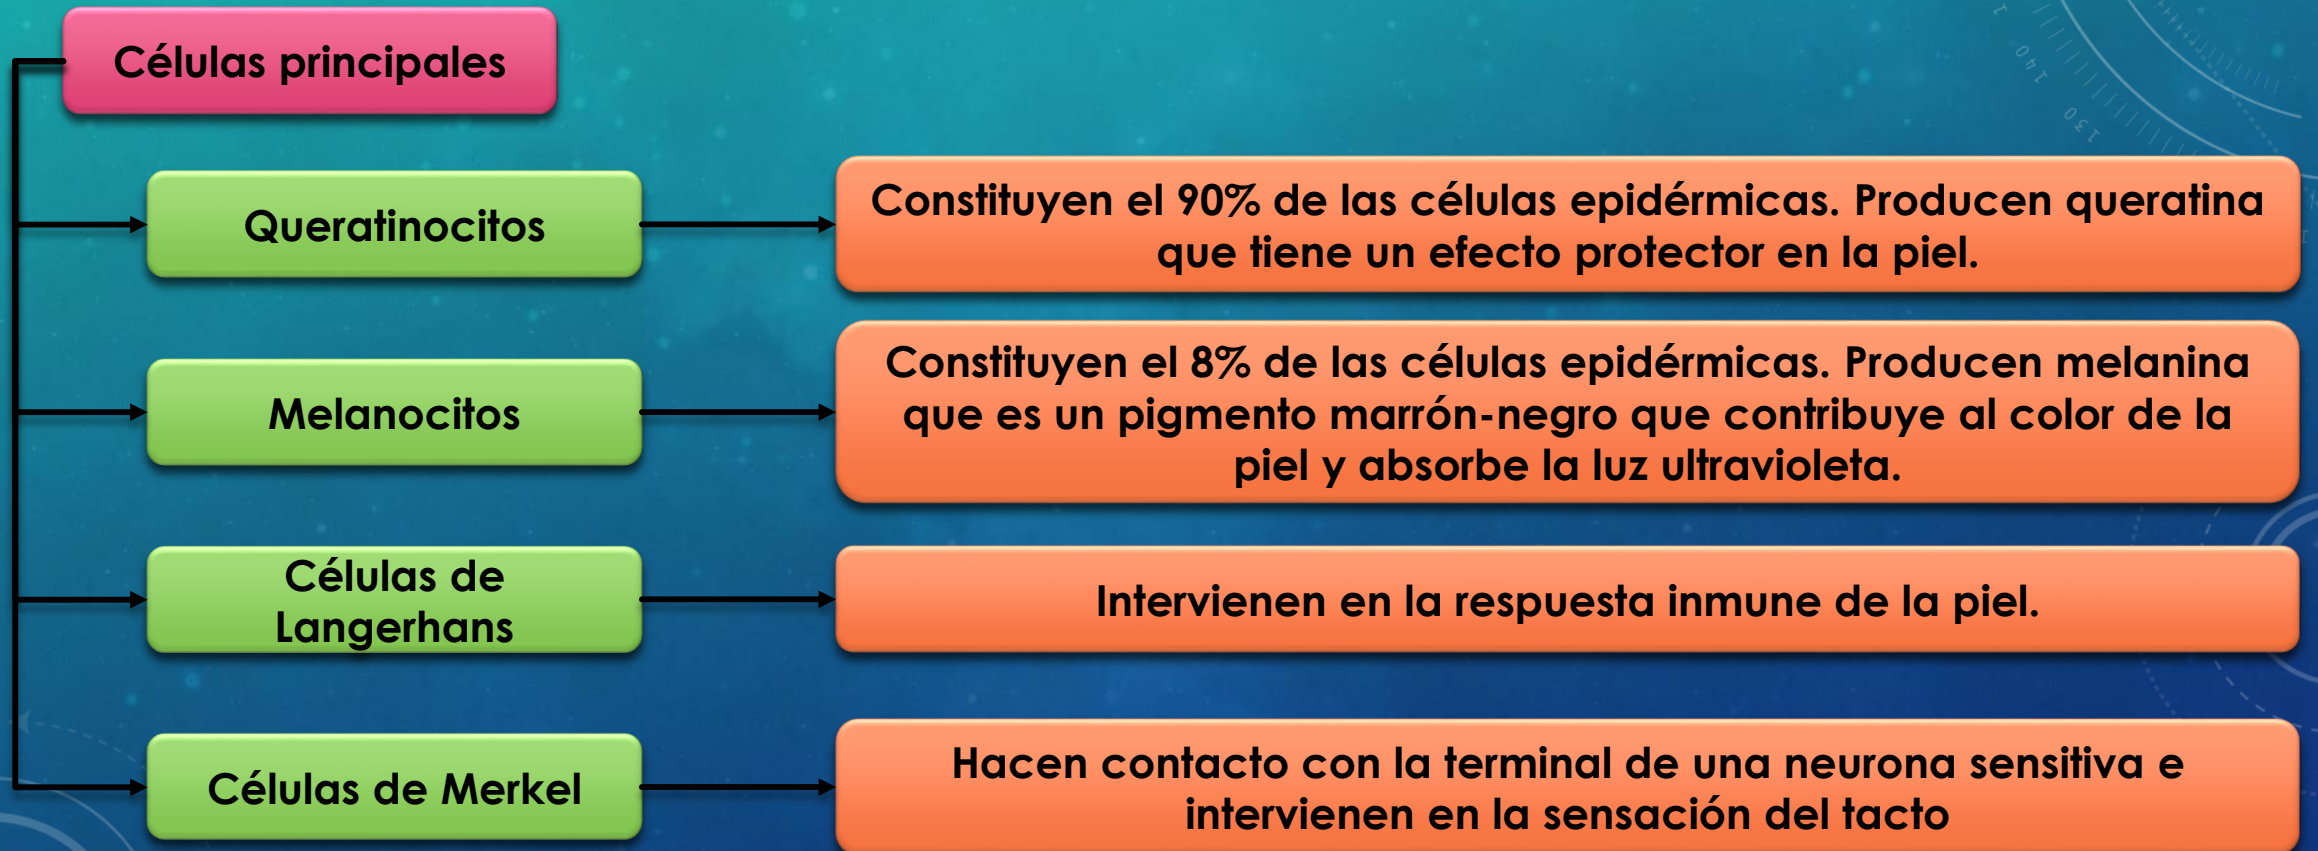 Células principales
Queratinocitos
Constituyen el 90% de las células epidérmicas. Producen queratina
que tiene un efecto protector en la piel.
Melanocitos
Constituyen el 8% de las células epidérmicas. Producen melanina
que es un pigmento marrón-negro que contribuye al color de la
piel y absorbe la luz ultravioleta.
Células de
Langerhans
Intervienen en la respuesta inmune de la piel.
Células de Merkel
Hacen contacto con la terminal de una neurona sensitiva e
intervienen en la sensación del tacto
140
130